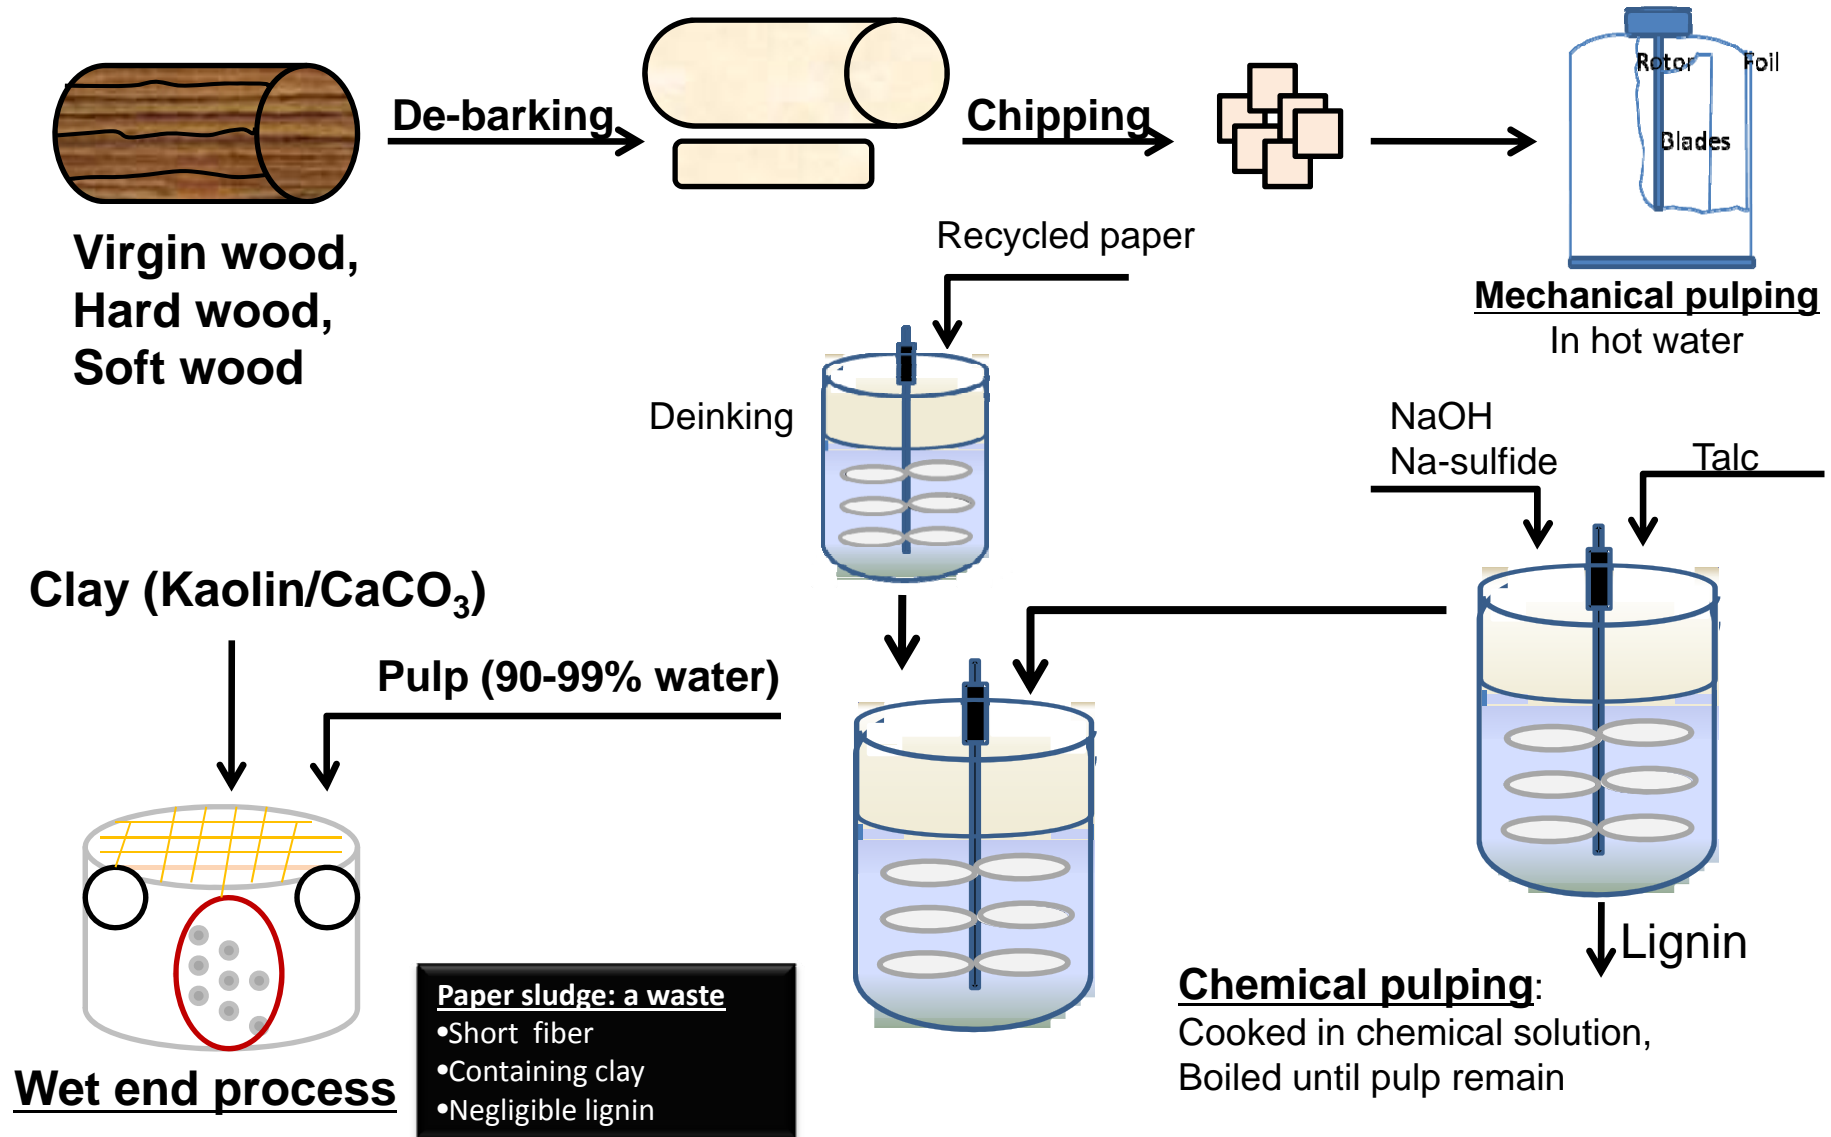 De-barking
Chipping
Rotor
Foil
Blades
Virgin wood,
Hard wood,
Soft wood
Recycled paper
Mechanical pulping
In hot water
Deinking
NaOH
Na-sulfide
Talc
Clay (Kaolin/CaCO₃)
Pulp (90-99% water)
Lignin
Paper sludge: a waste
•Short fiber
•Containing clay
•Negligible lignin
Chemical pulping:
Cooked in chemical solution,
Boiled until pulp remain
Wet end process